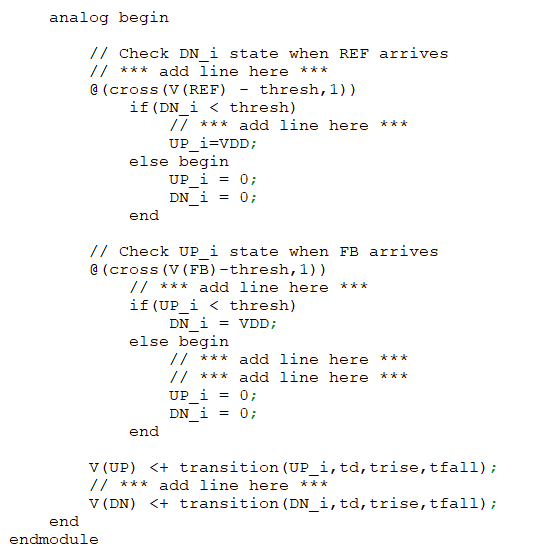 analog begin
// Check DN_i state when REF arrives
// *** add line here ***
@(cross(V(REF) - thresh,1))
if(DN_i < thresh)
// *** add line here ***
UP_i=VDD;
else begin
UP_i = 0;
DN_i = 0;
end
// Check UP_i state when FB arrives
@(cross(V(FB)-thresh,1))
// *** add line here ***
if(UP_i < thresh)
DN_i = VDD;
else begin
// *** add line here ***
// *** add line here ***
UP_i = 0;
DN_i = 0;
end
V(UP) <+ transition(UP_i,td,trise,tfall);
// *** add line here ***
V(DN) <+ transition(DN_i,td,trise,tfall);
end
endmodule